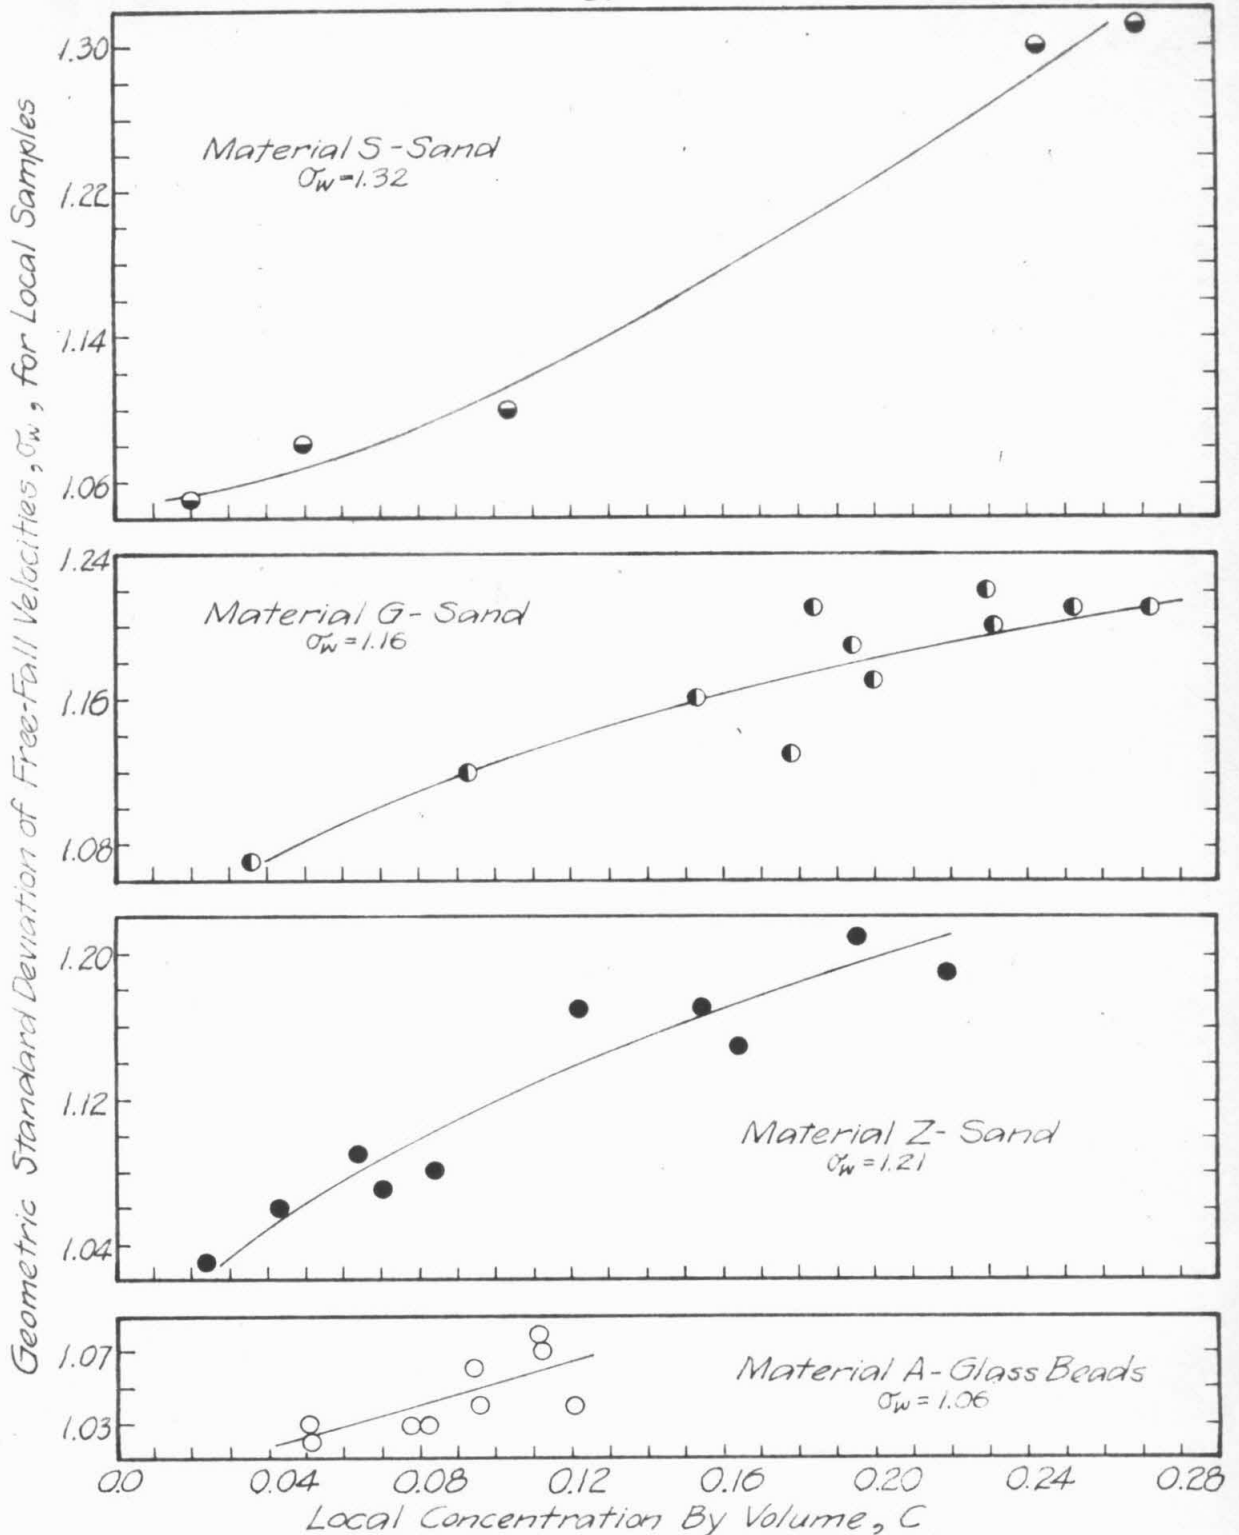 Geometric Standard Deviation of Free-Fall Velocities, σw, for Local Samples
1.30
1.22
1.14
1.06
Material S-Sand
σw=1.32
1.24
1.16
1.08
Material G-Sand
σw=1.16
1.20
1.12
1.04
Material Z-Sand
σw=1.21
1.07
1.03
Material A-Glass Beads
σw=1.06
0.0 0.04 0.08 0.12 0.16 0.20 0.24 0.28
Local Concentration By Volume, C